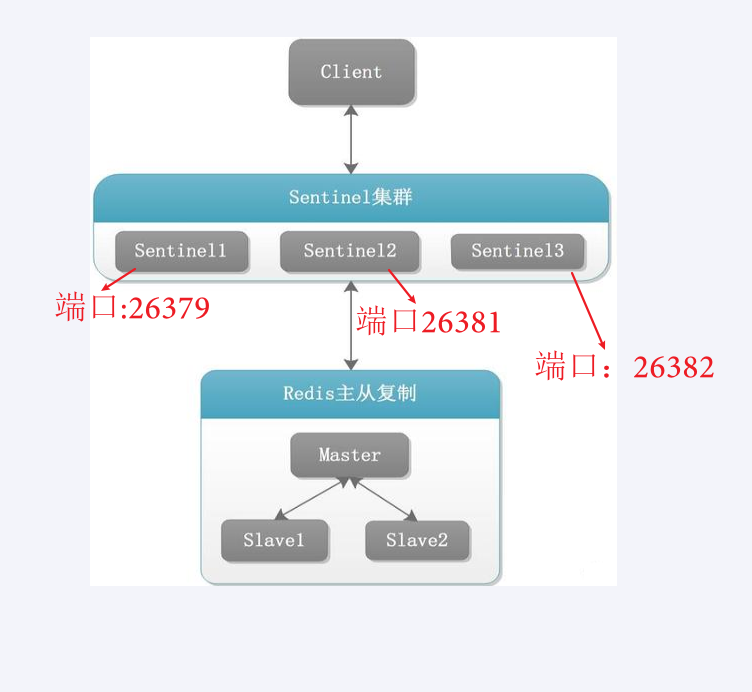 Client
Sentinel集群
Sentinel1
Sentinel2
Sentinel3
端口:26379
端口26381
端口：26382
Redis主从复制
Master
Slave1
Slave2